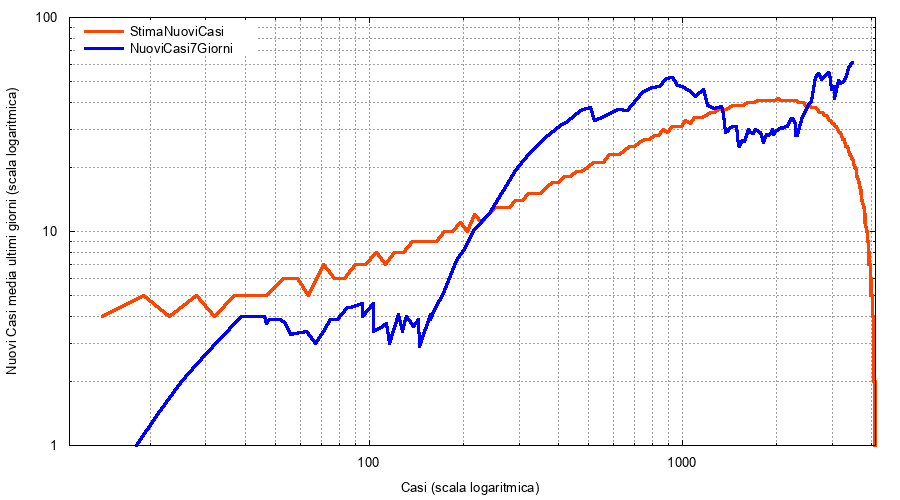 100
StimaNuoviCasi
NuoviCasi7Giorni
10
1
Nuovi Casi media ultimi giorni (scala logaritmica)
100
1000
Casi (scala logaritmica)